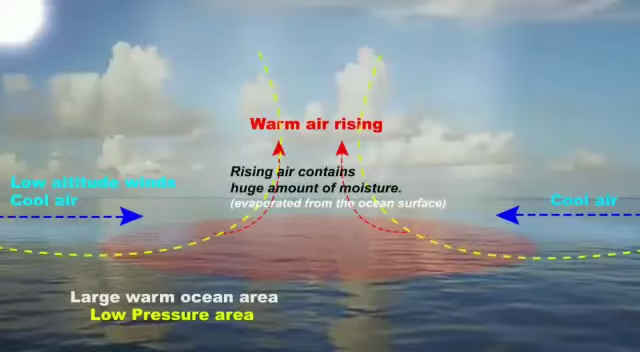 Warm air rising
Rising air contains
huge amount of moisture.
(evaporated from the ocean surface)
Low altitude winds
Cool air
Cool air
Large warm ocean area
Low Pressure area